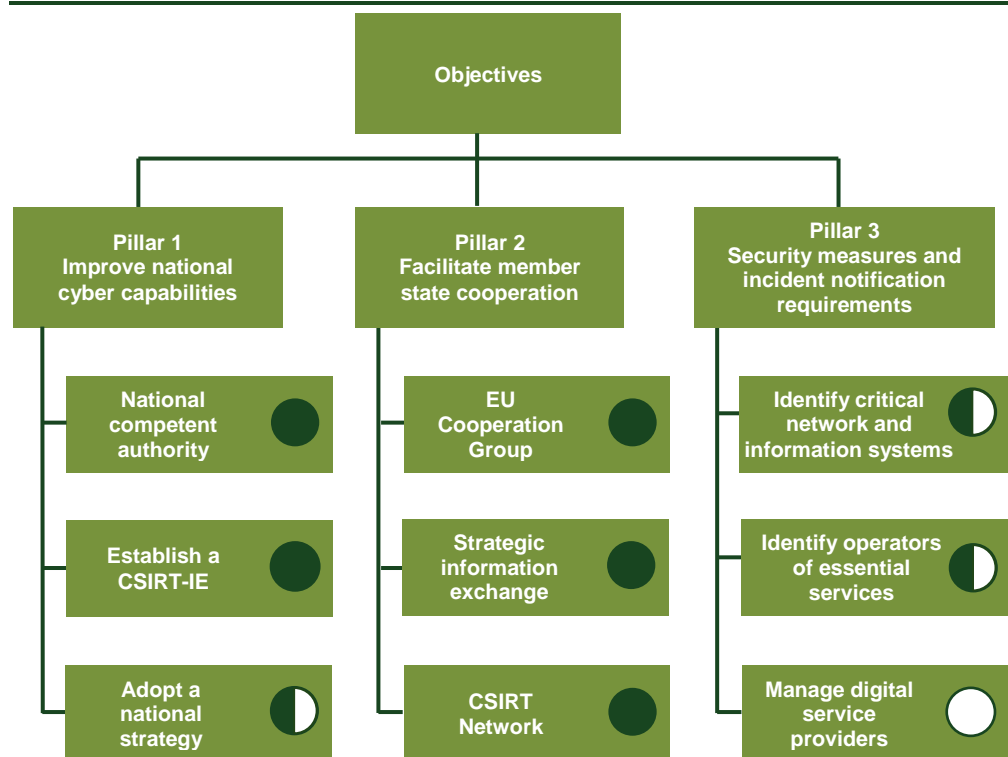 Objectives
Pillar 1
Improve national
cyber capabilities
Pillar 2
Facilitate member
state cooperation
Pillar 3
Security measures and
incident notification
requirements
National
competent
authority
EU
Cooperation
Group
Identify critical
network and
information systems
Establish a
CSIRT-IE
Strategic
information
exchange
Identify operators
of essential
services
Adopt a
national
strategy
CSIRT
Network
Manage digital
service
providers